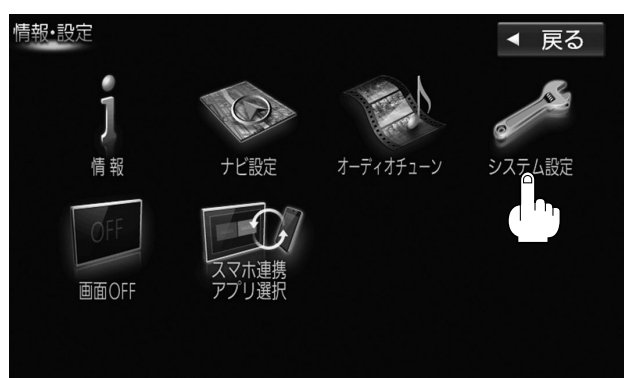 情報・設定
◀ 戻る
情報
ナビ設定
オーディオチューン
システム設定
OFF
画面OFF
スマホ連携
アプリ選択